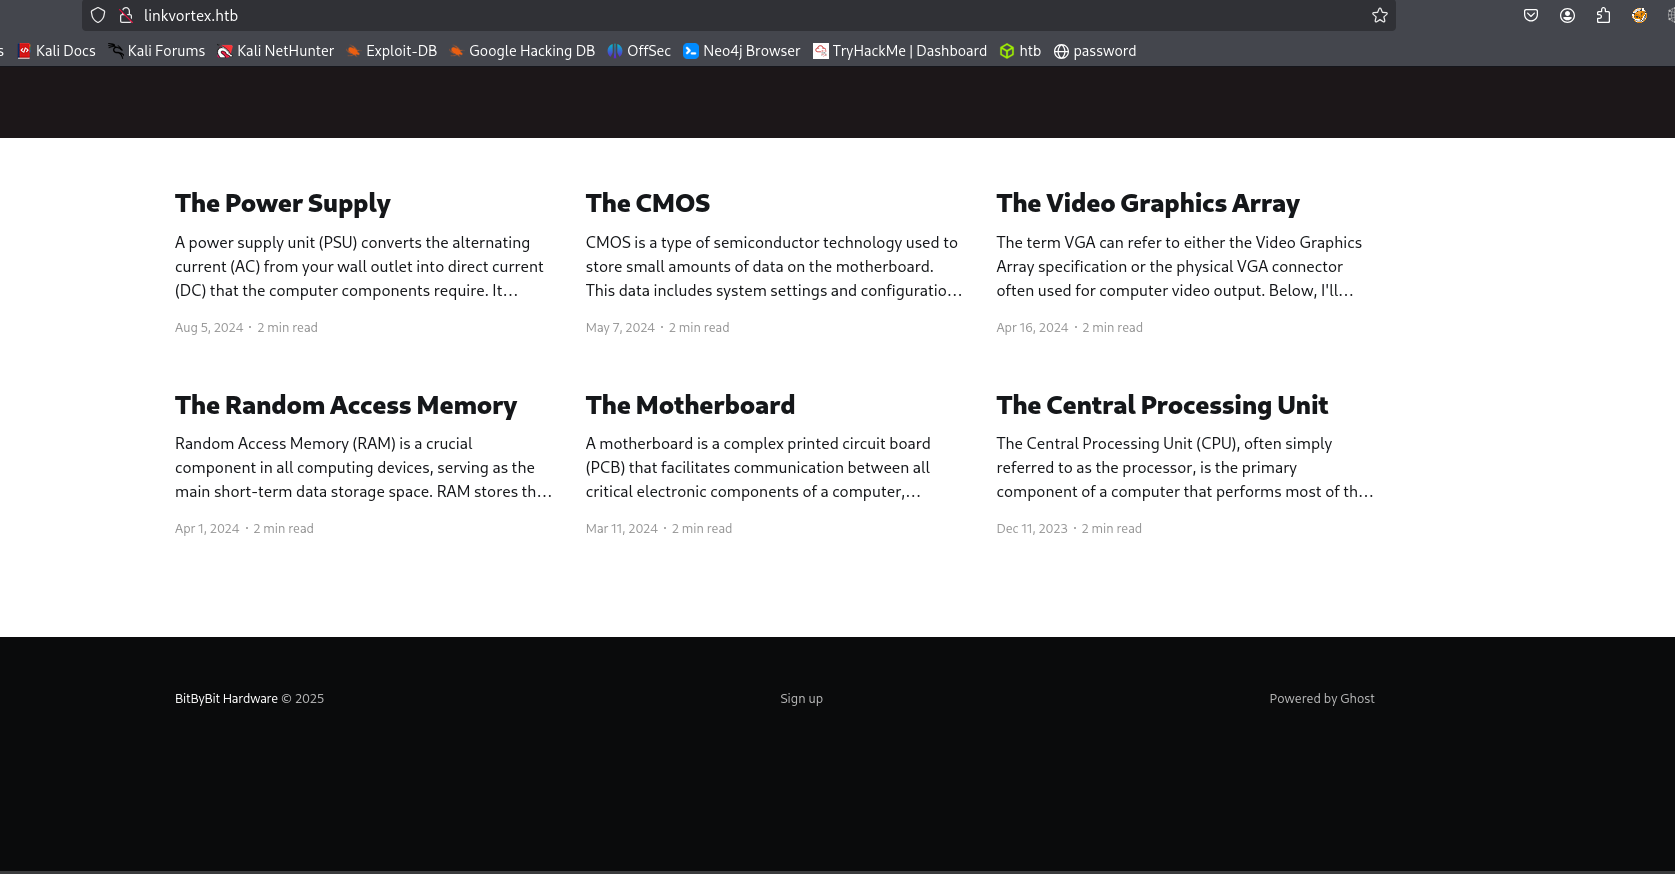 linkvortex.htb
s Kali Docs Kali Forums Kali NetHunter Exploit-DB Google Hacking DB OffSec Neo4j Browser TryHackMe | Dashboard htb password
The Power Supply
A power supply unit (PSU) converts the alternating
current (AC) from your wall outlet into direct current
(DC) that the computer components require. It…
Aug 5, 2024 • 2 min read
The CMOS
CMOS is a type of semiconductor technology used to
store small amounts of data on the motherboard.
This data includes system settings and configuratio…
May 7, 2024 • 2 min read
The Video Graphics Array
The term VGA can refer to either the Video Graphics
Array specification or the physical VGA connector
often used for computer video output. Below, I'll…
Apr 16, 2024 • 2 min read
The Random Access Memory
Random Access Memory (RAM) is a crucial
component in all computing devices, serving as the
main short-term data storage space. RAM stores th…
Apr 1, 2024 • 2 min read
The Motherboard
A motherboard is a complex printed circuit board
(PCB) that facilitates communication between all
critical electronic components of a computer,…
Mar 11, 2024 • 2 min read
The Central Processing Unit
The Central Processing Unit (CPU), often simply
referred to as the processor, is the primary
component of a computer that performs most of th…
Dec 11, 2023 • 2 min read
BitByBit Hardware © 2025
Sign up
Powered by Ghost